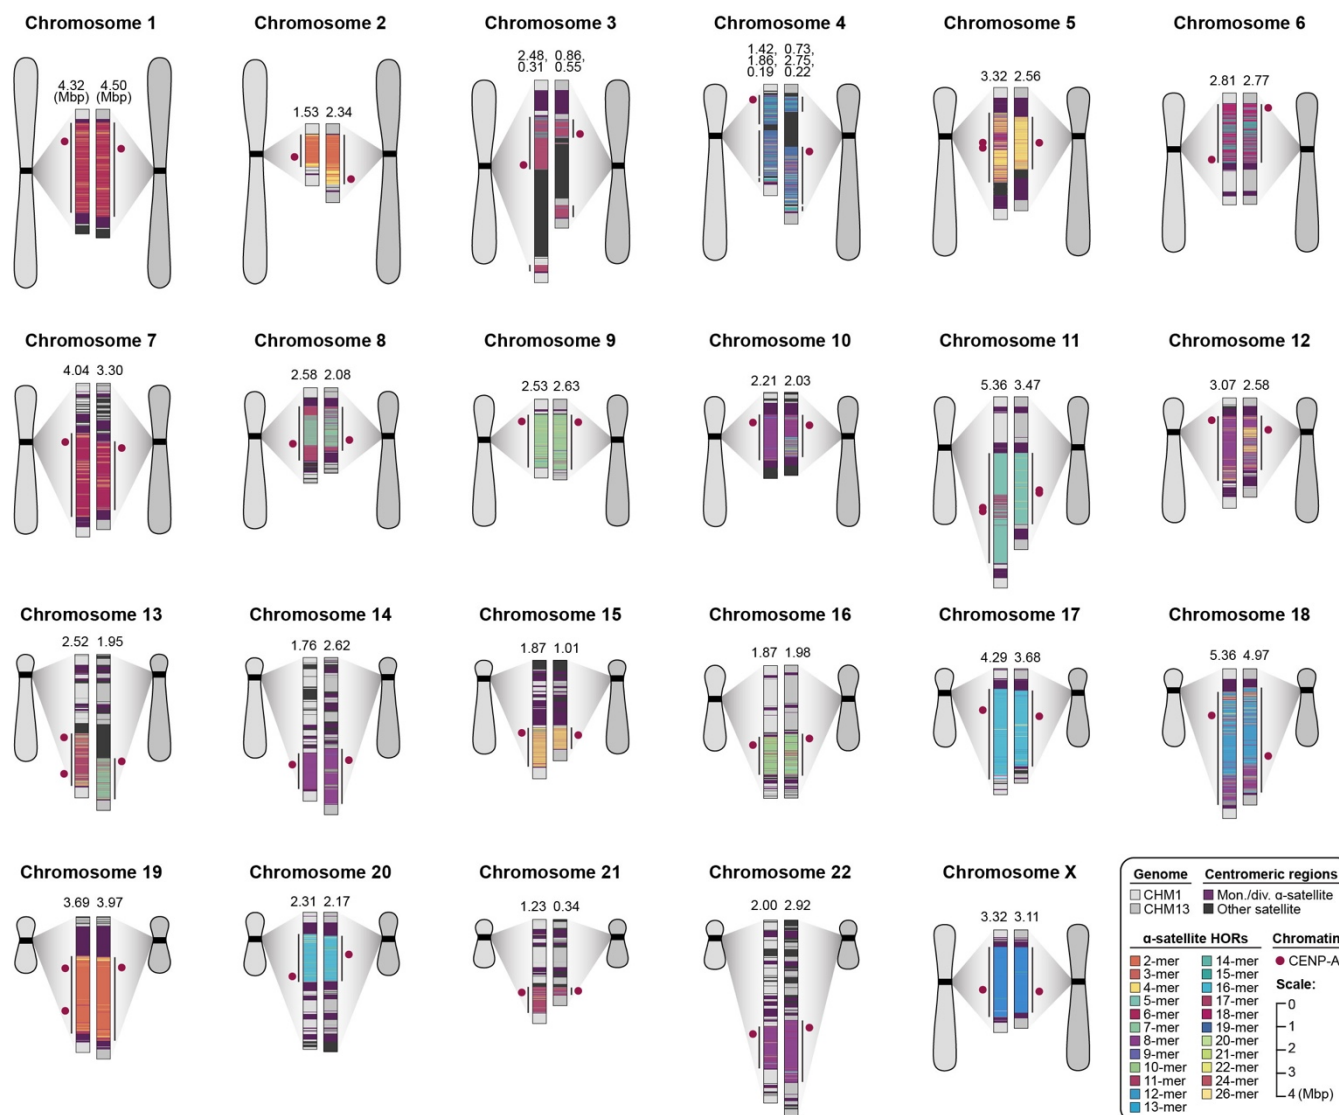 Chromosome 1
4.32 4.50
(Mbp) (Mbp)
Chromosome 2
1.53 2.34
Chromosome 3
2.48, 0.86,
0.31 0.55
Chromosome 4
1.42, 0.73,
1.86, 2.75,
0.19 0.22
Chromosome 5
3.32 2.56
Chromosome 6
2.81 2.77
Chromosome 7
4.04 3.30
Chromosome 8
2.58 2.08
Chromosome 9
2.53 2.63
Chromosome 10
2.21 2.03
Chromosome 11
5.36 3.47
Chromosome 12
3.07 2.58
Chromosome 13
2.52 1.95
Chromosome 14
1.76 2.62
Chromosome 15
1.87 1.01
Chromosome 16
1.87 1.98
Chromosome 17
4.29 3.68
Chromosome 18
5.36 4.97
Chromosome 19
3.69 3.97
Chromosome 20
2.31 2.17
Chromosome 21
1.23 0.34
Chromosome 22
2.00 2.92
Chromosome X
3.32 3.11
Genome
CHM1
CHM13
Centromeric regions
Mon./div. α-satellite
Other satellite
α-satellite HORs
2-mer
3-mer
4-mer
5-mer
6-mer
7-mer
8-mer
9-mer
10-mer
11-mer
12-mer
13-mer
14-mer
15-mer
16-mer
17-mer
18-mer
19-mer
20-mer
21-mer
22-mer
24-mer
26-mer
Chromatin
CENP-A
Scale:
0
1
2
3
4 (Mbp)